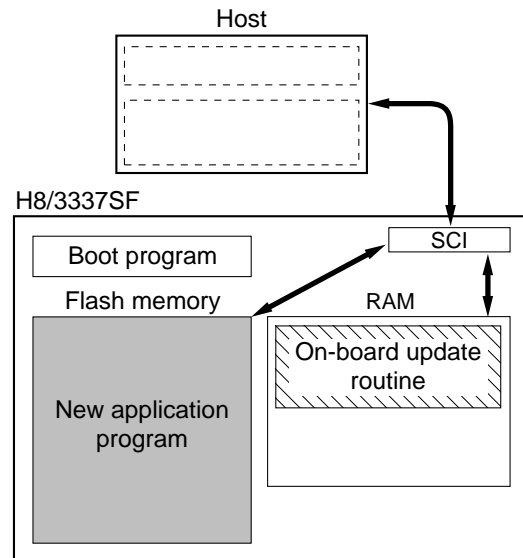 Host
H8/3337SF
SCI
Boot program
Flash memory
RAM
On-board update
routine
New application
program